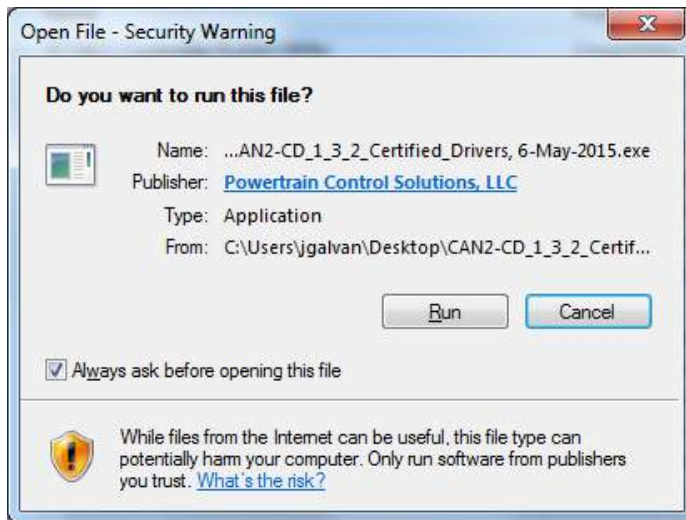 Open File - Security Warning
Do you want to run this file?
Name: ...AN2-CD_1_3_2_Certified_Drivers, 6-May-2015.exe
Publisher: Powertrain Control Solutions, LLC
Type: Application
From: C:\Users\jgalvan\Desktop\CAN2-CD_1_3_2_Certif...
Run Cancel
Always ask before opening this file
While files from the Internet can be useful, this file type can
potentially harm your computer. Only run software from publishers
you trust. What's the risk?